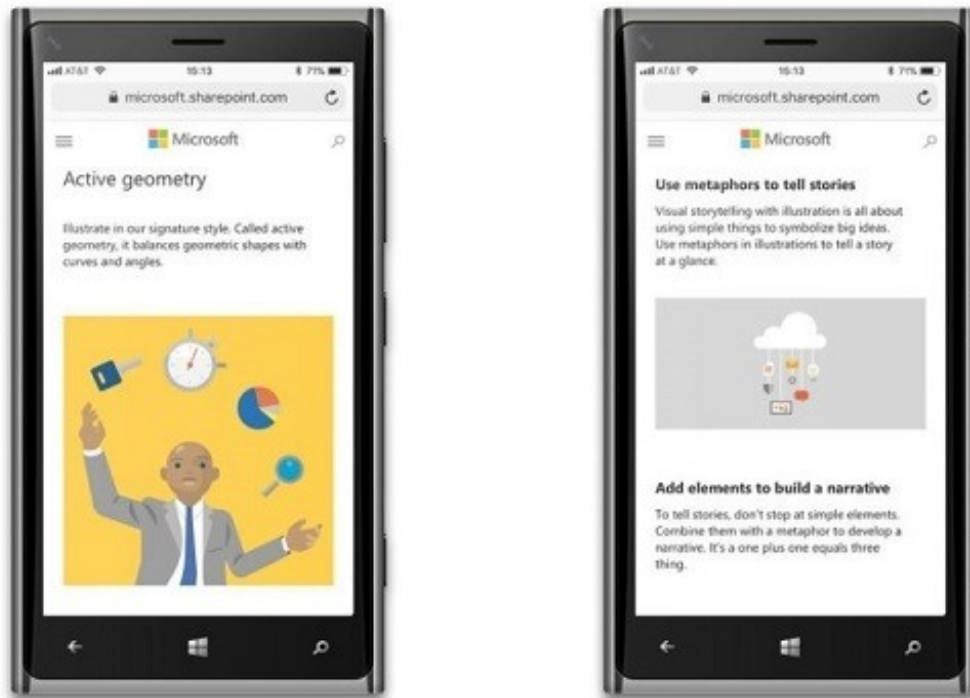 AT&T 15:13 71%
microsoft.sharepoint.com
Microsoft
Active geometry
Illustrate in our signature style. Called active
geometry, it balances geometric shapes with
curves and angles.
AT&T 15:13 71%
microsoft.sharepoint.com
Microsoft
Use metaphors to tell stories
Visual storytelling with illustration is all about
using simple things to symbolize big ideas.
Use metaphors in illustrations to tell a story
at a glance.
Add elements to build a narrative
To tell stories, don't stop at simple elements.
Combine them with a metaphor to develop a
narrative. It's a one plus one equals three
thing.